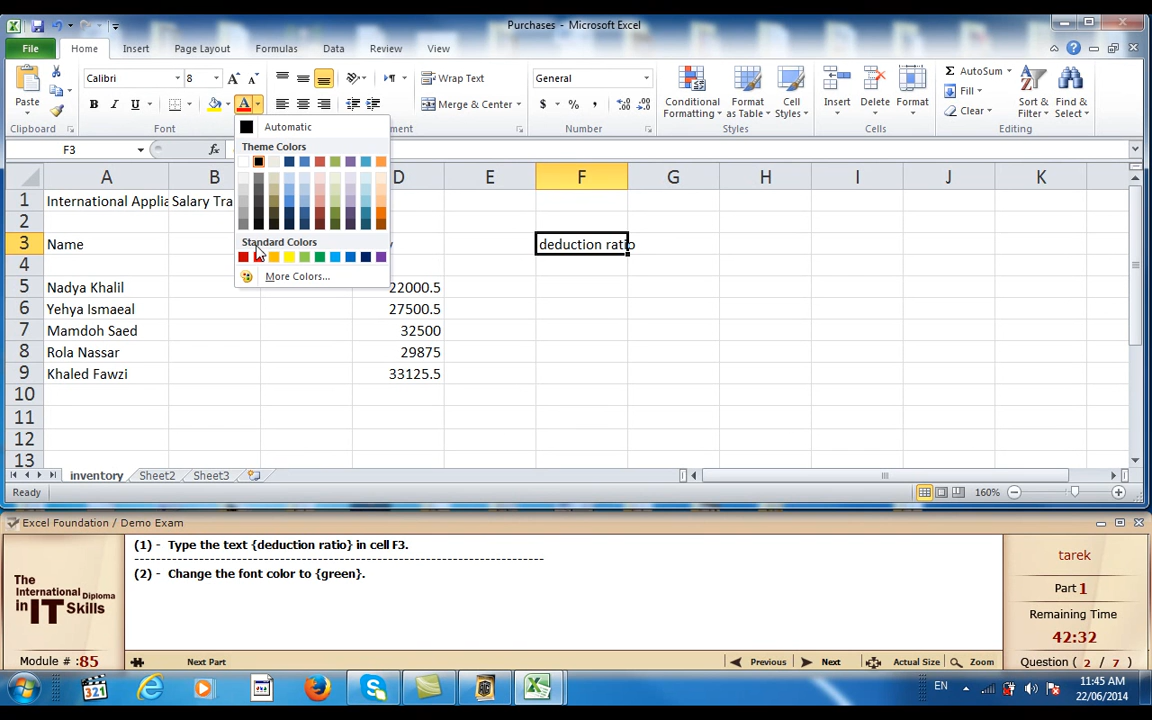 Purchases - Microsoft Excel
File Home Insert Page Layout Formulas Data Review View
Paste
Calibri 8
B I U
Wrap Text
Merge & Center
General
$ % ,
Conditional Formatting
Format as Table
Cell Styles
Insert Delete Format
AutoSum
Fill
Clear
Sort & Filter
Find & Select
Clipboard Font ment Number Styles Cells Editing
F3 fx
Automatic
Theme Colors
Standard Colors
More Colors...
A B D E F G H I J K
1 International Applia Salary Tra
2
3 Name deduction ratio
4
5 Nadya Khalil 22000.5
6 Yehya Ismaeal 27500.5
7 Mamdoh Saed 32500
8 Rola Nassar 29875
9 Khaled Fawzi 33125.5
10
11
12
13
inventory Sheet2 Sheet3
Ready 160%
Excel Foundation / Demo Exam
(1) - Type the text {deduction ratio} in cell F3.
(2) - Change the font color to {green}.
The International Diploma in IT Skills
Module # :85
tarek
Part 1
Remaining Time
42:32
Question ( 2 / 7 )
Next Part Previous Next Actual Size Zoom
321
EN
11:45 AM
22/06/2014